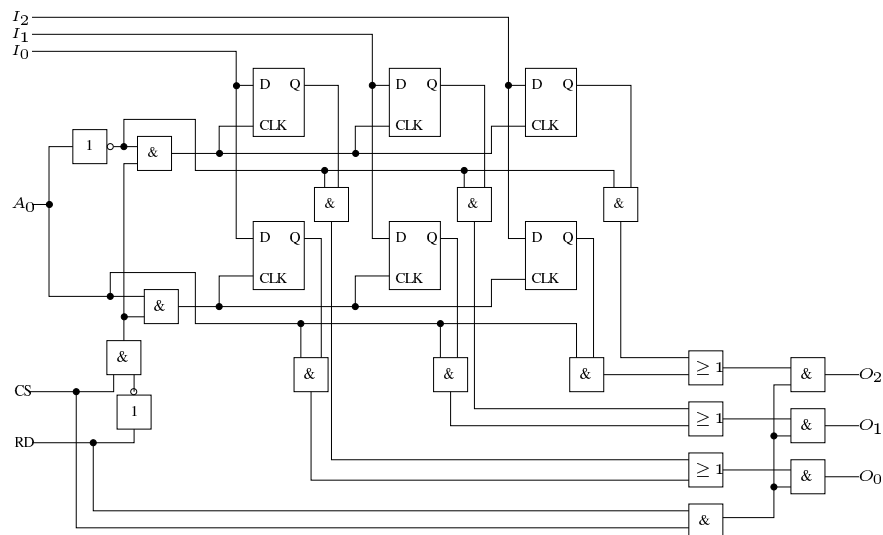 I2
I1
I0
D Q
CLK
D Q
CLK
D Q
CLK
1
&
A0
&
&
&
D Q
CLK
D Q
CLK
D Q
CLK
&
&
&
&
&
≥ 1
& O2
CS
1
≥ 1
& O1
RD
≥ 1
& O0
&